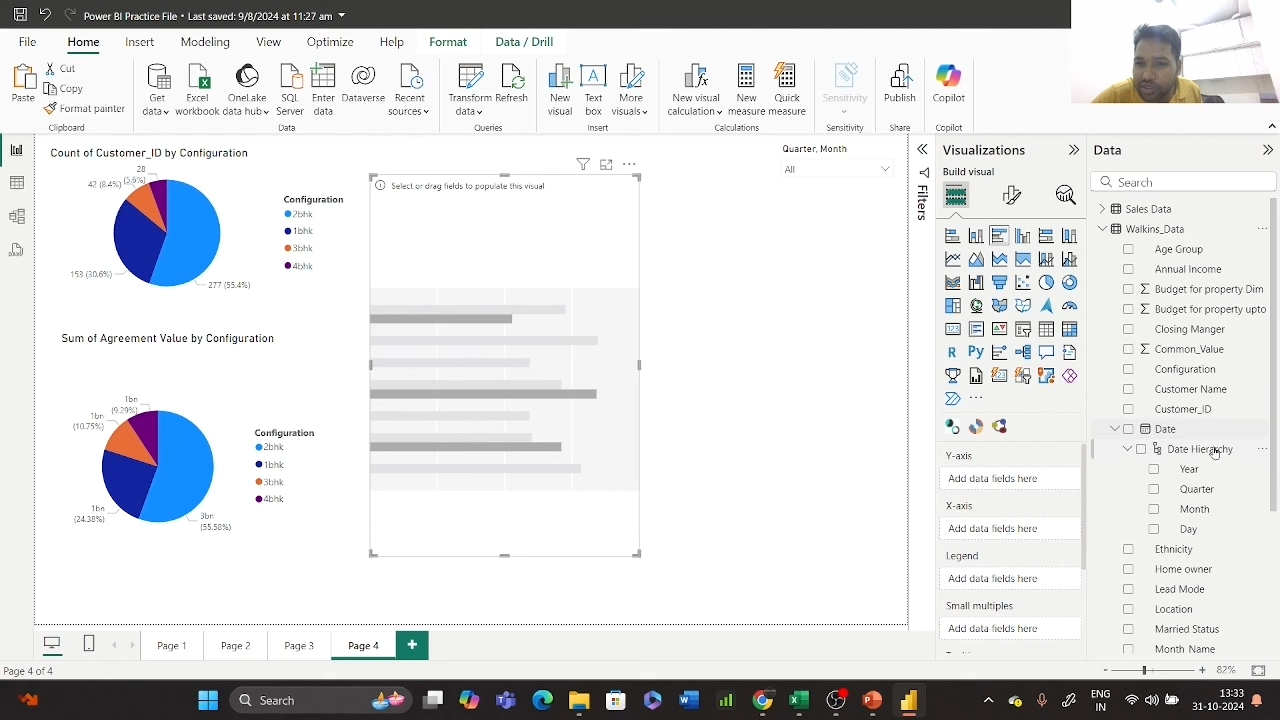 Power BI Practice File • Last saved: 9/8/2024 at 11:27 am
File Home Insert Modeling View Optimize Help Format Data / Drill
Paste
Cut
Copy
Format painter
Get data
Excel workbook
OneLake data hub
SQL Server
Enter data
Dataverse
Recent sources
Transform data
Refresh
New visual
Text box
More visuals
New visual calculation
New measure
Quick measure
Sensitivity
Publish
Copilot
Clipboard Data Queries Insert Calculations Sensitivity Share Copilot
Count of Customer_ID by Configuration
28
(5.6%)
42 (8.4%)
153 (30.6%)
277 (55.4%)
Configuration
2bhk
1bhk
3bhk
4bhk
Sum of Agreement Value by Configuration
1bn
(9.29%)
1bn
(10.75%)
1bn
(24.38%)
3bn
(55.58%)
Configuration
2bhk
1bhk
3bhk
4bhk
Select or drag fields to populate this visual
Quarter, Month
All
Filters
Visualizations
Build visual
R Py
Y-axis
Add data fields here
X-axis
Add data fields here
Legend
Add data fields here
Small multiples
Add data fields here
Data
Search
Sales Data
Walkins_Data
Age Group
Annual Income
Budget for property Dim
Budget for property upto
Closing Manger
Common_Value
Configuration
Customer Name
Customer_ID
Date
Date Hierarchy
Year
Quarter
Month
Day
Ethnicity
Home owner
Lead Mode
Location
Married Status
Month_Name
Page 1 Page 2 Page 3 Page 4
Page 4 of 4
82%
Search
ENG
IN
13:33
31-10-2024